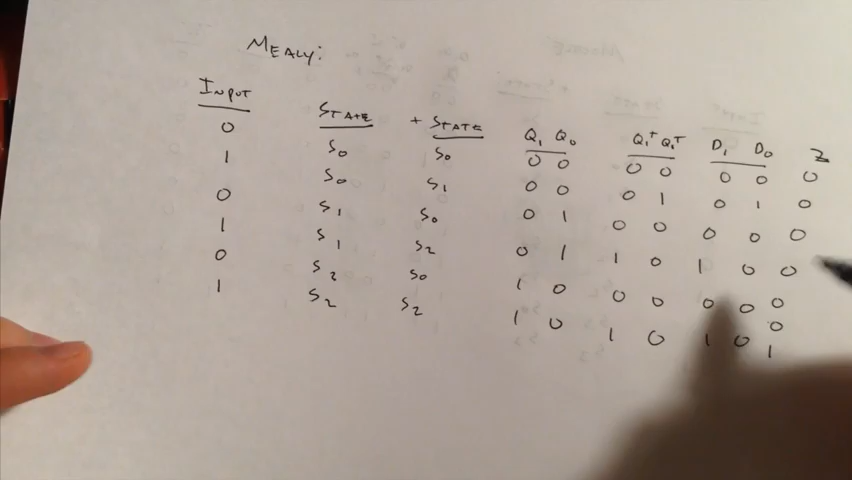 MEALY:
INPUT STATE + STATE Q₁ Q₀ Q₁⁺ Q₁⁺ D₁ D₀ Z
0 S₀ S₀ 0 0 0 0 0 0 0
1 S₀ S₁ 0 0 0 1 0 1 0
0 S₁ S₀ 0 1 0 0 0 0 0
1 S₁ S₂ 0 1 1 0 1 0 0
0 S₂ S₀ 1 0 0 0 0 0 0
0
1 S₂ S₂ 1 0 1 0 1 0 1